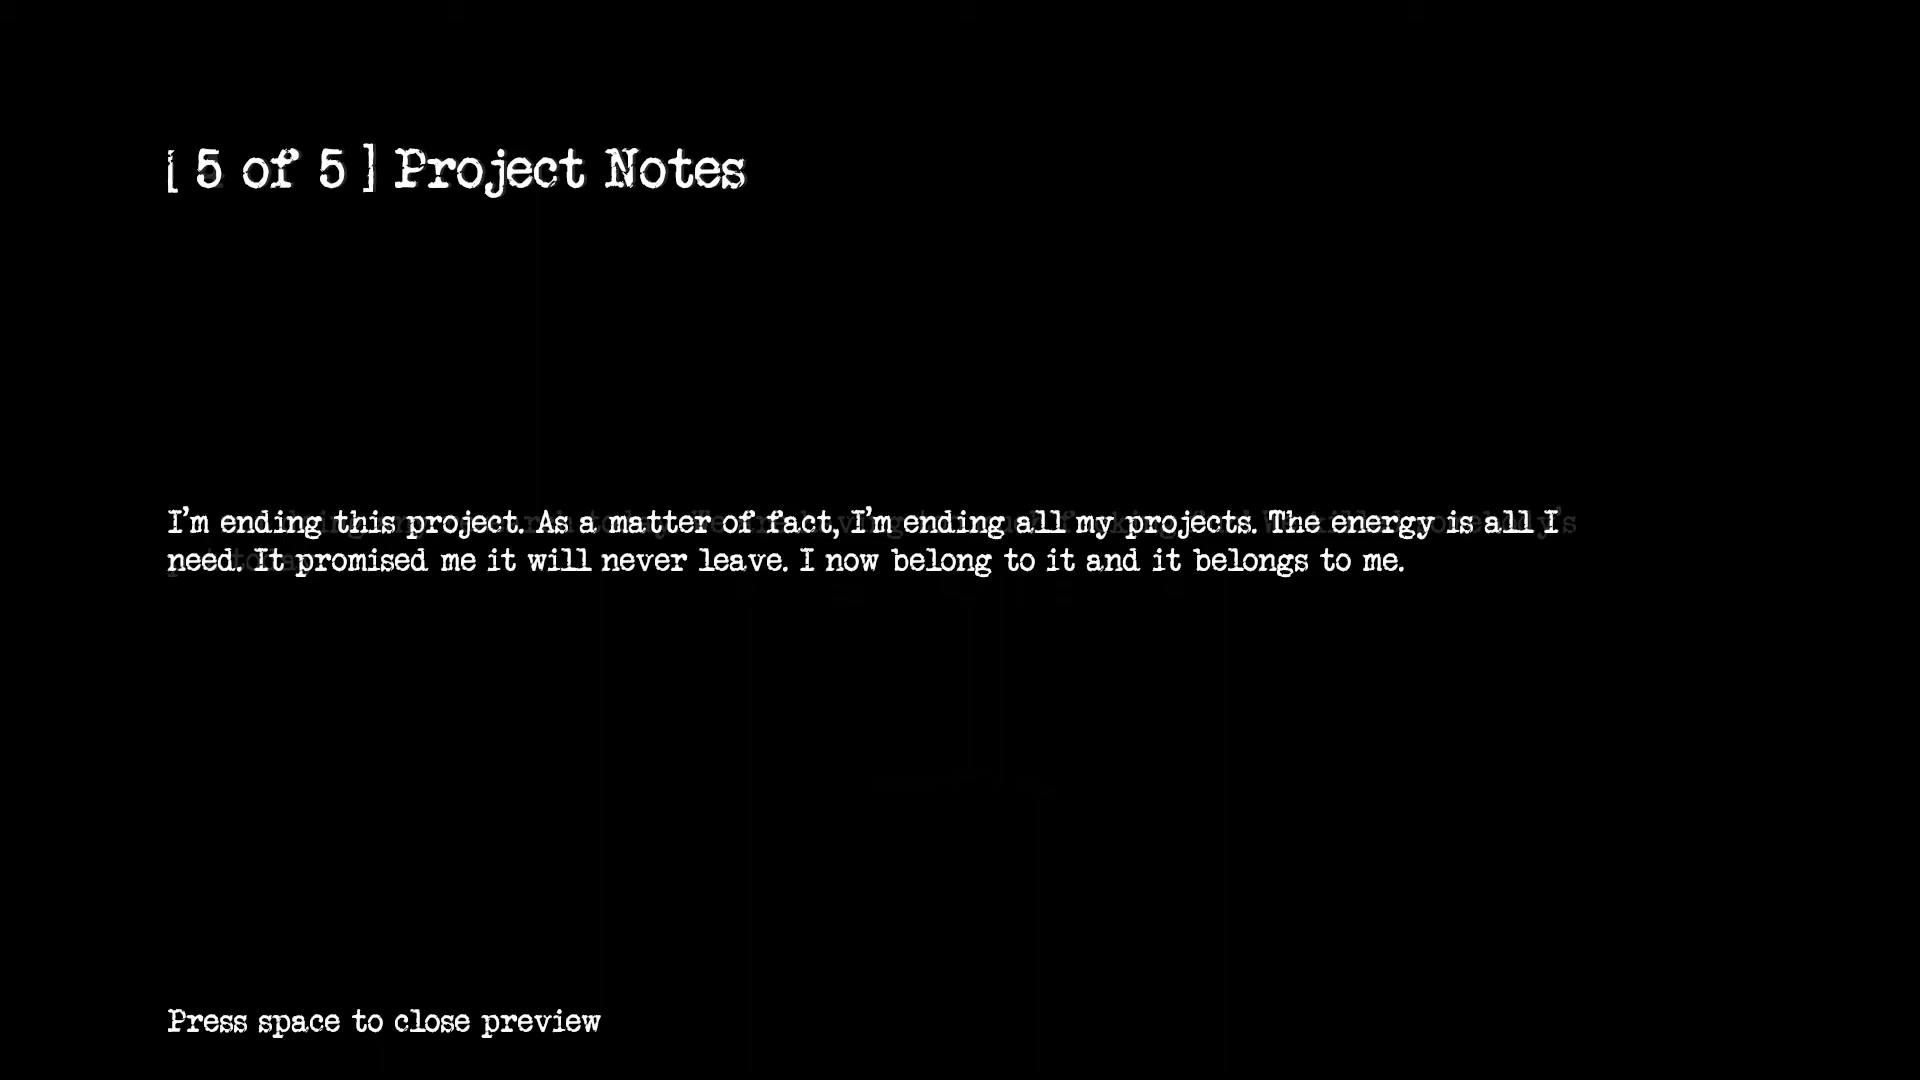 [ 5 of 5 ] Project Notes
I'm ending this project. As a matter of fact, I'm ending all my projects. The energy is all I
need. It promised me it will never leave. I now belong to it and it belongs to me.
Press space to close preview